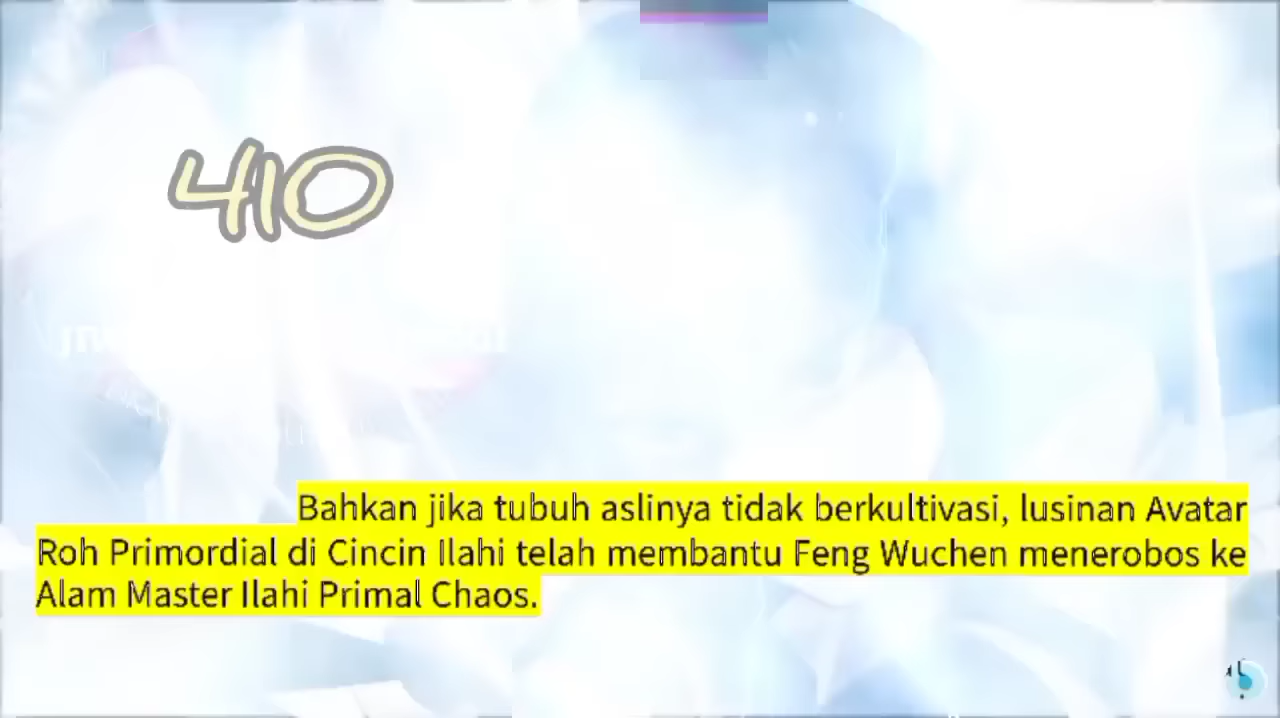 410
Bahkan jika tubuh aslinya tidak berkultivasi, lusinan Avatar
Roh Primordial di Cincin Ilahi telah membantu Feng Wuchen menerobos ke
Alam Master Ilahi Primal Chaos.